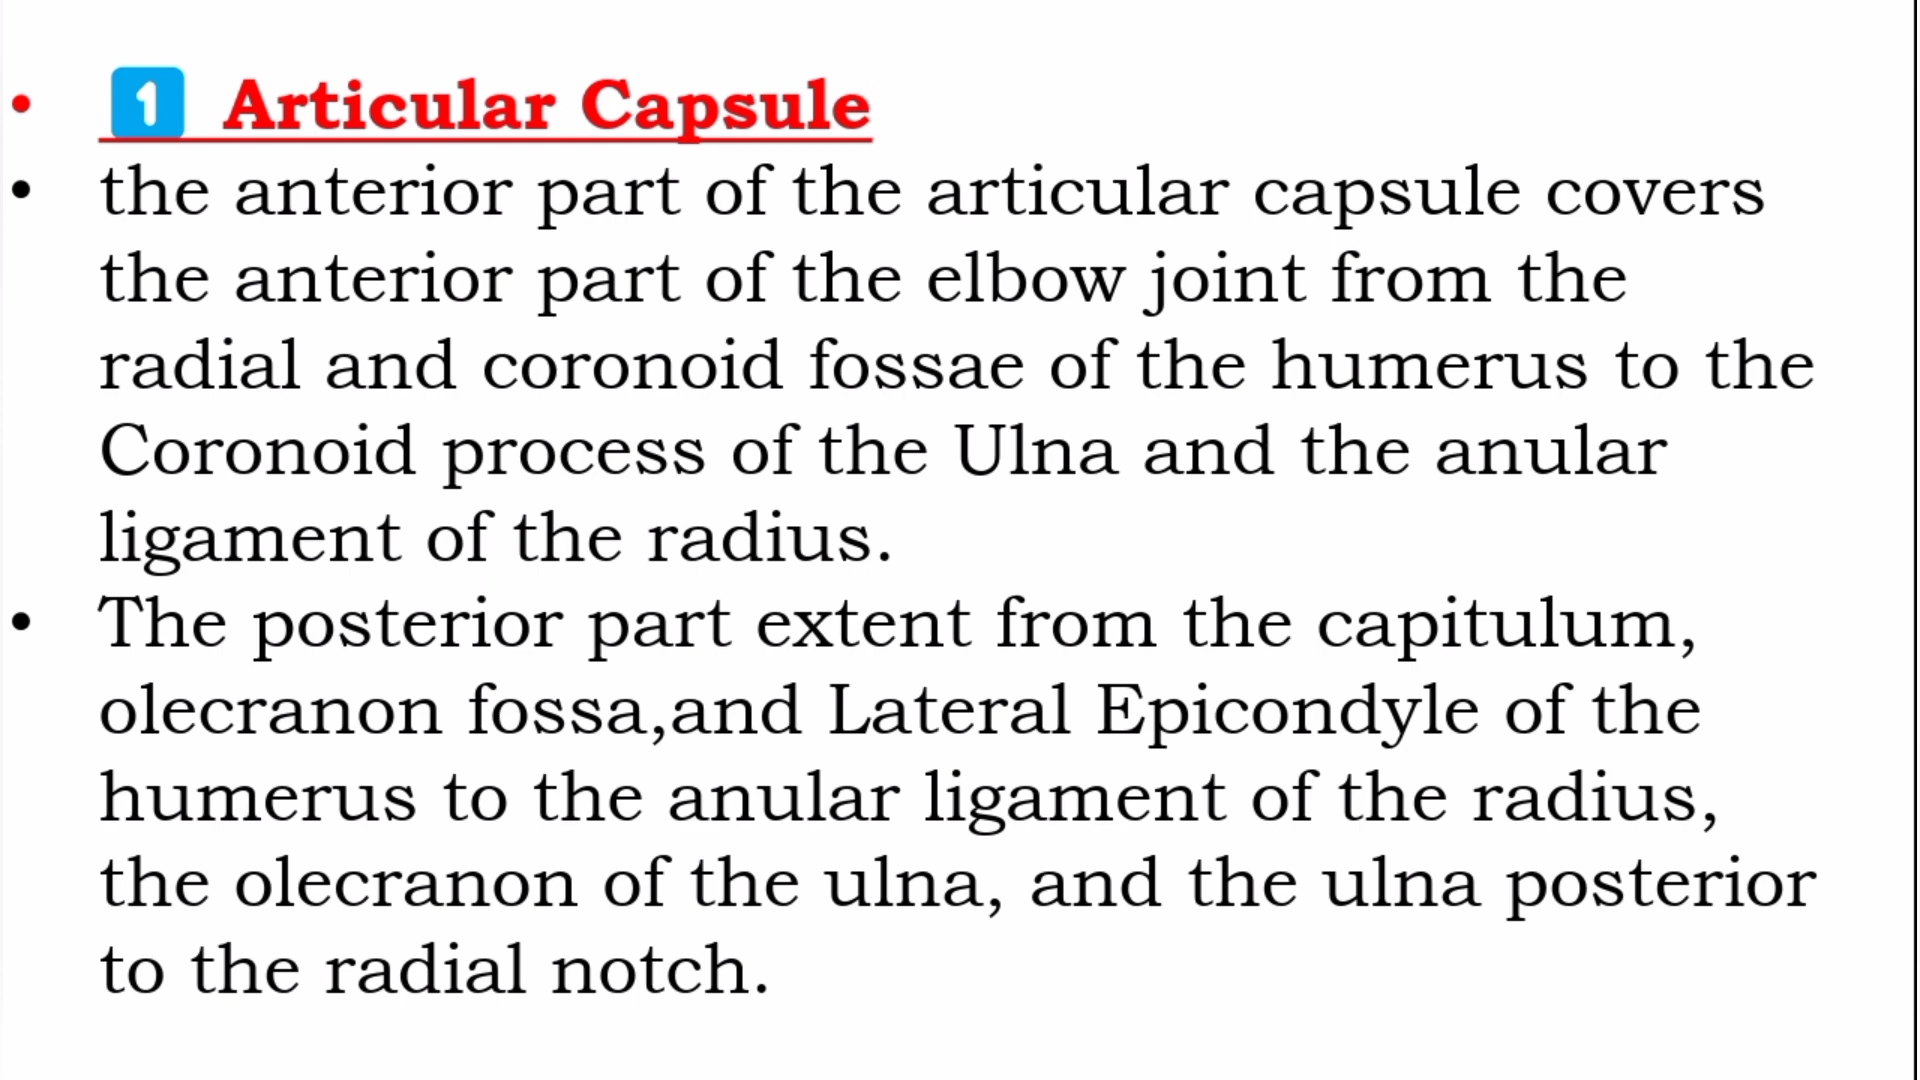 • 1 Articular Capsule
• the anterior part of the articular capsule covers
the anterior part of the elbow joint from the
radial and coronoid fossae of the humerus to the
Coronoid process of the Ulna and the anular
ligament of the radius.
• The posterior part extent from the capitulum,
olecranon fossa,and Lateral Epicondyle of the
humerus to the anular ligament of the radius,
the olecranon of the ulna, and the ulna posterior
to the radial notch.